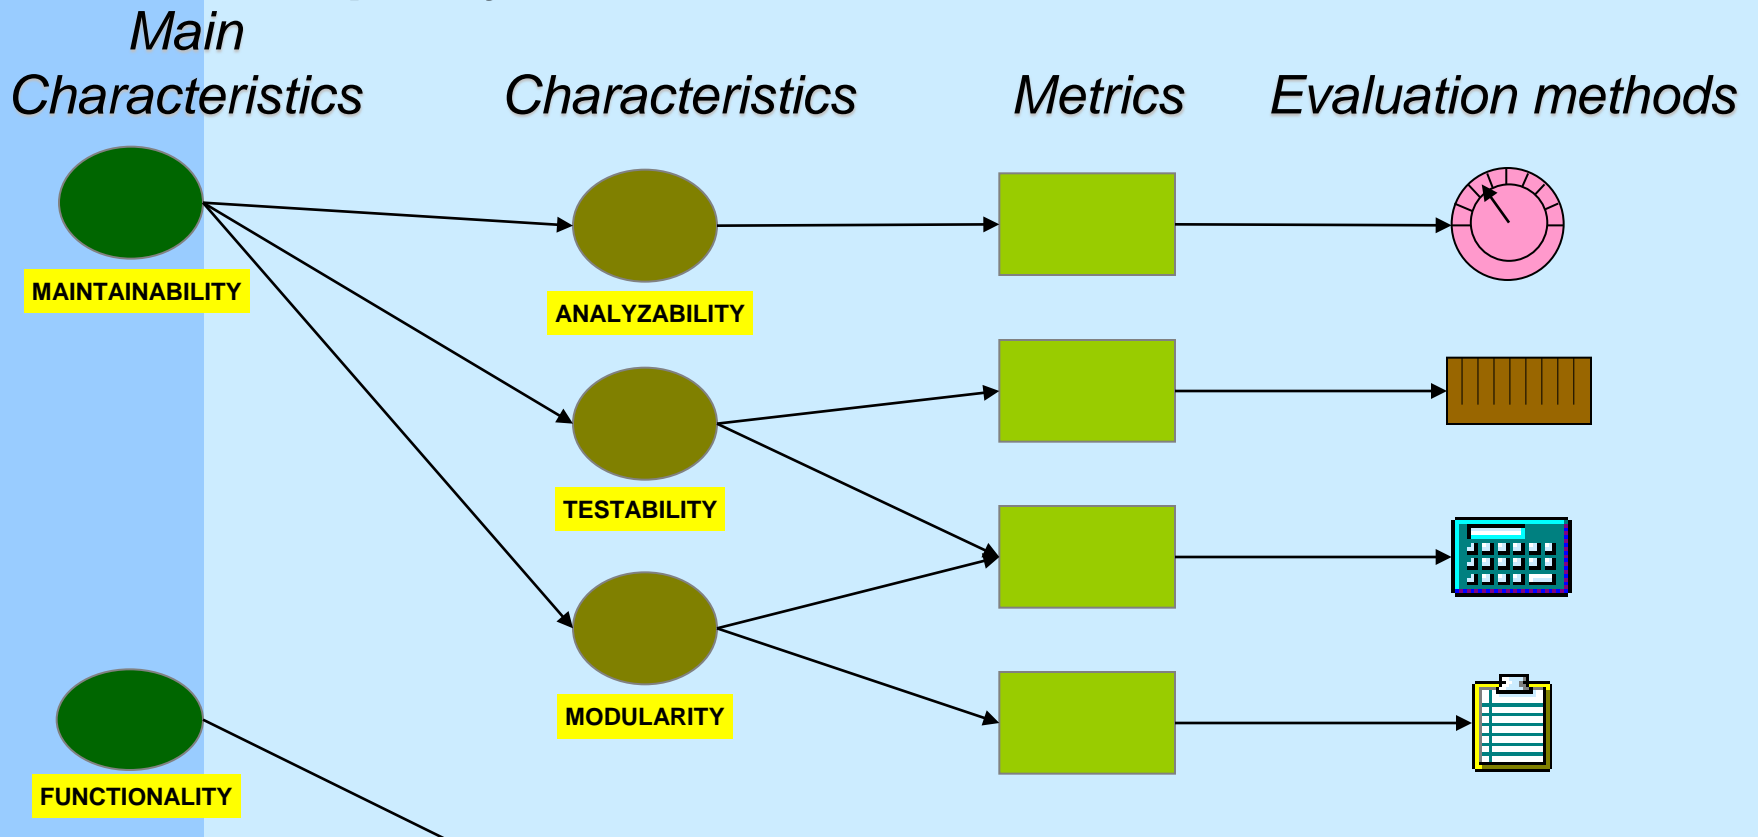 Main
Characteristics
Characteristics
Metrics
Evaluation methods
MAINTAINABILITY
ANALYZABILITY
TESTABILITY
MODULARITY
FUNCTIONALITY